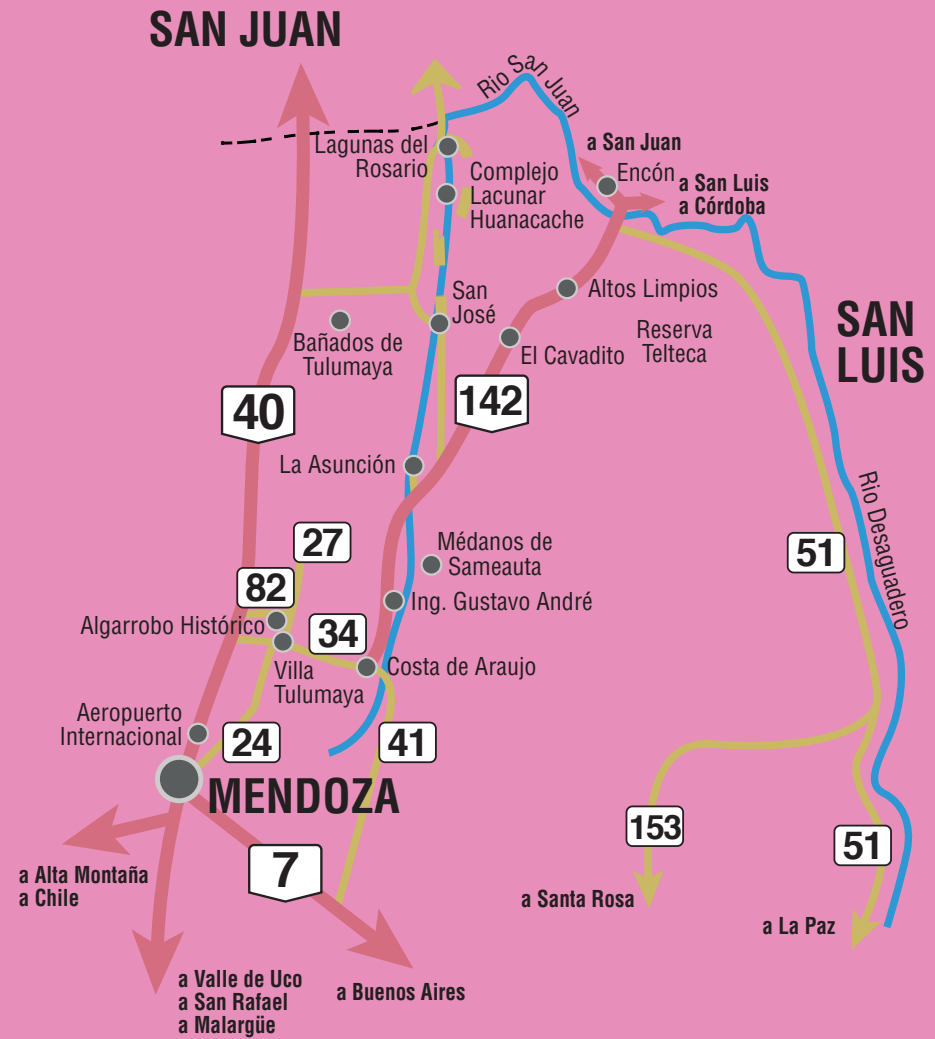 SAN JUAN
Rio San Juan
Lagunas del
Rosario
a San Juan
Complejo
Lacunar
Huanacache
Encón
a San Luis
a Córdoba
San
José
Altos Limpios
Bañados de
Tulumaya
El Cavadito
Reserva
Telteca
SAN
LUIS
40
142
La Asunción
Rio Desaguadero
27
Médanos de
Sameauta
51
82
Ing. Gustavo André
Algarrobo Histórico
34
Villa
Tulumaya
Costa de Araujo
Aeropuerto
Internacional
24
41
MENDOZA
153
51
7
a Alta Montaña
a Chile
a Santa Rosa
a La Paz
a Valle de Uco
a San Rafael
a Malargüe
a Buenos Aires